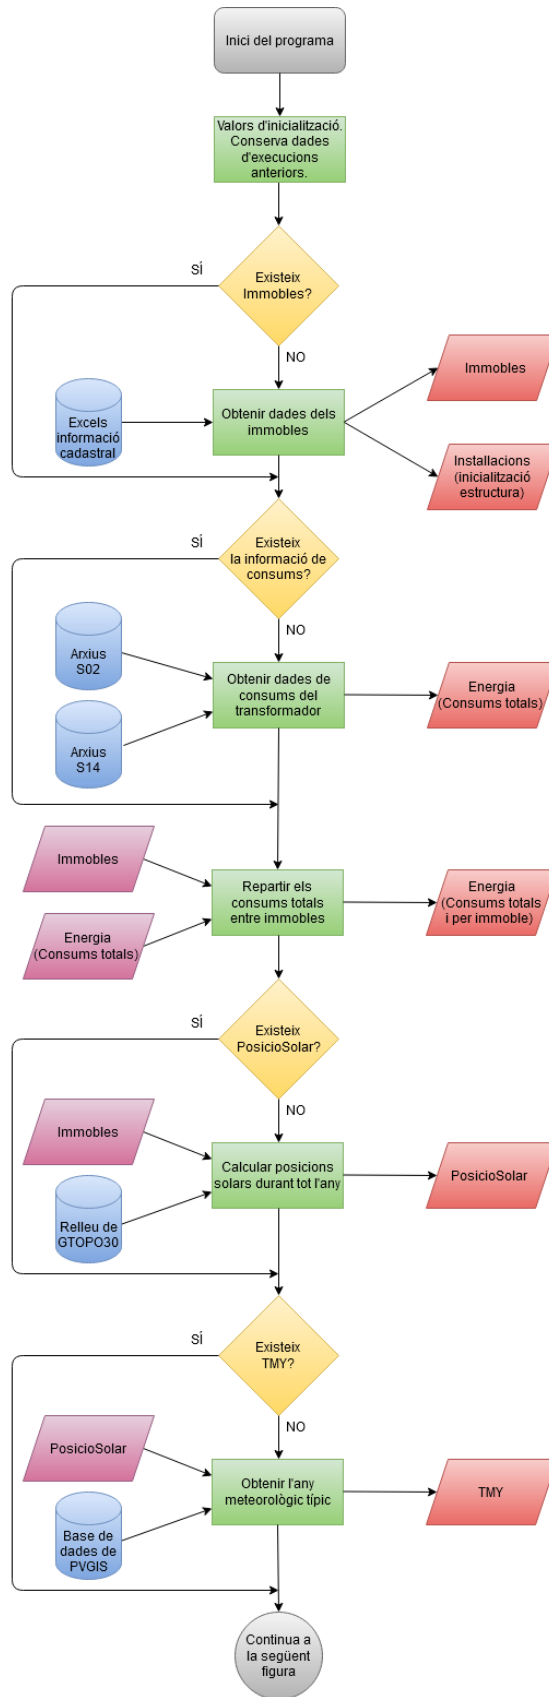 Inici del programa
Valors d'inicialització.
Conserva dades
d'execucions
anteriors.
SÍ
Existeix
Immobles?
NO
Immobles
Excels
informació
cadastral
Obtenir dades dels
immobles
Installacions
(inicialització
estructura)
SÍ
Existeix
la informació de
consums?
NO
Arxius
S02
Obtenir dades de
consums del
transformador
Energia
(Consums totals)
Arxius
S14
Immobles
Repartir els
consums totals
entre immobles
Energia
(Consums totals
i per immoble)
Energia
(Consums totals)
SÍ
Existeix
PosicioSolar?
NO
Immobles
Calcular posicions
solars durant tot l'any
PosicioSolar
Relleu de
GTOPO30
SÍ
Existeix
TMY?
NO
PosicioSolar
Obtenir l'any
meteorològic típic
TMY
Base de
dades de
PVGIS
Continua a
la següent
figura